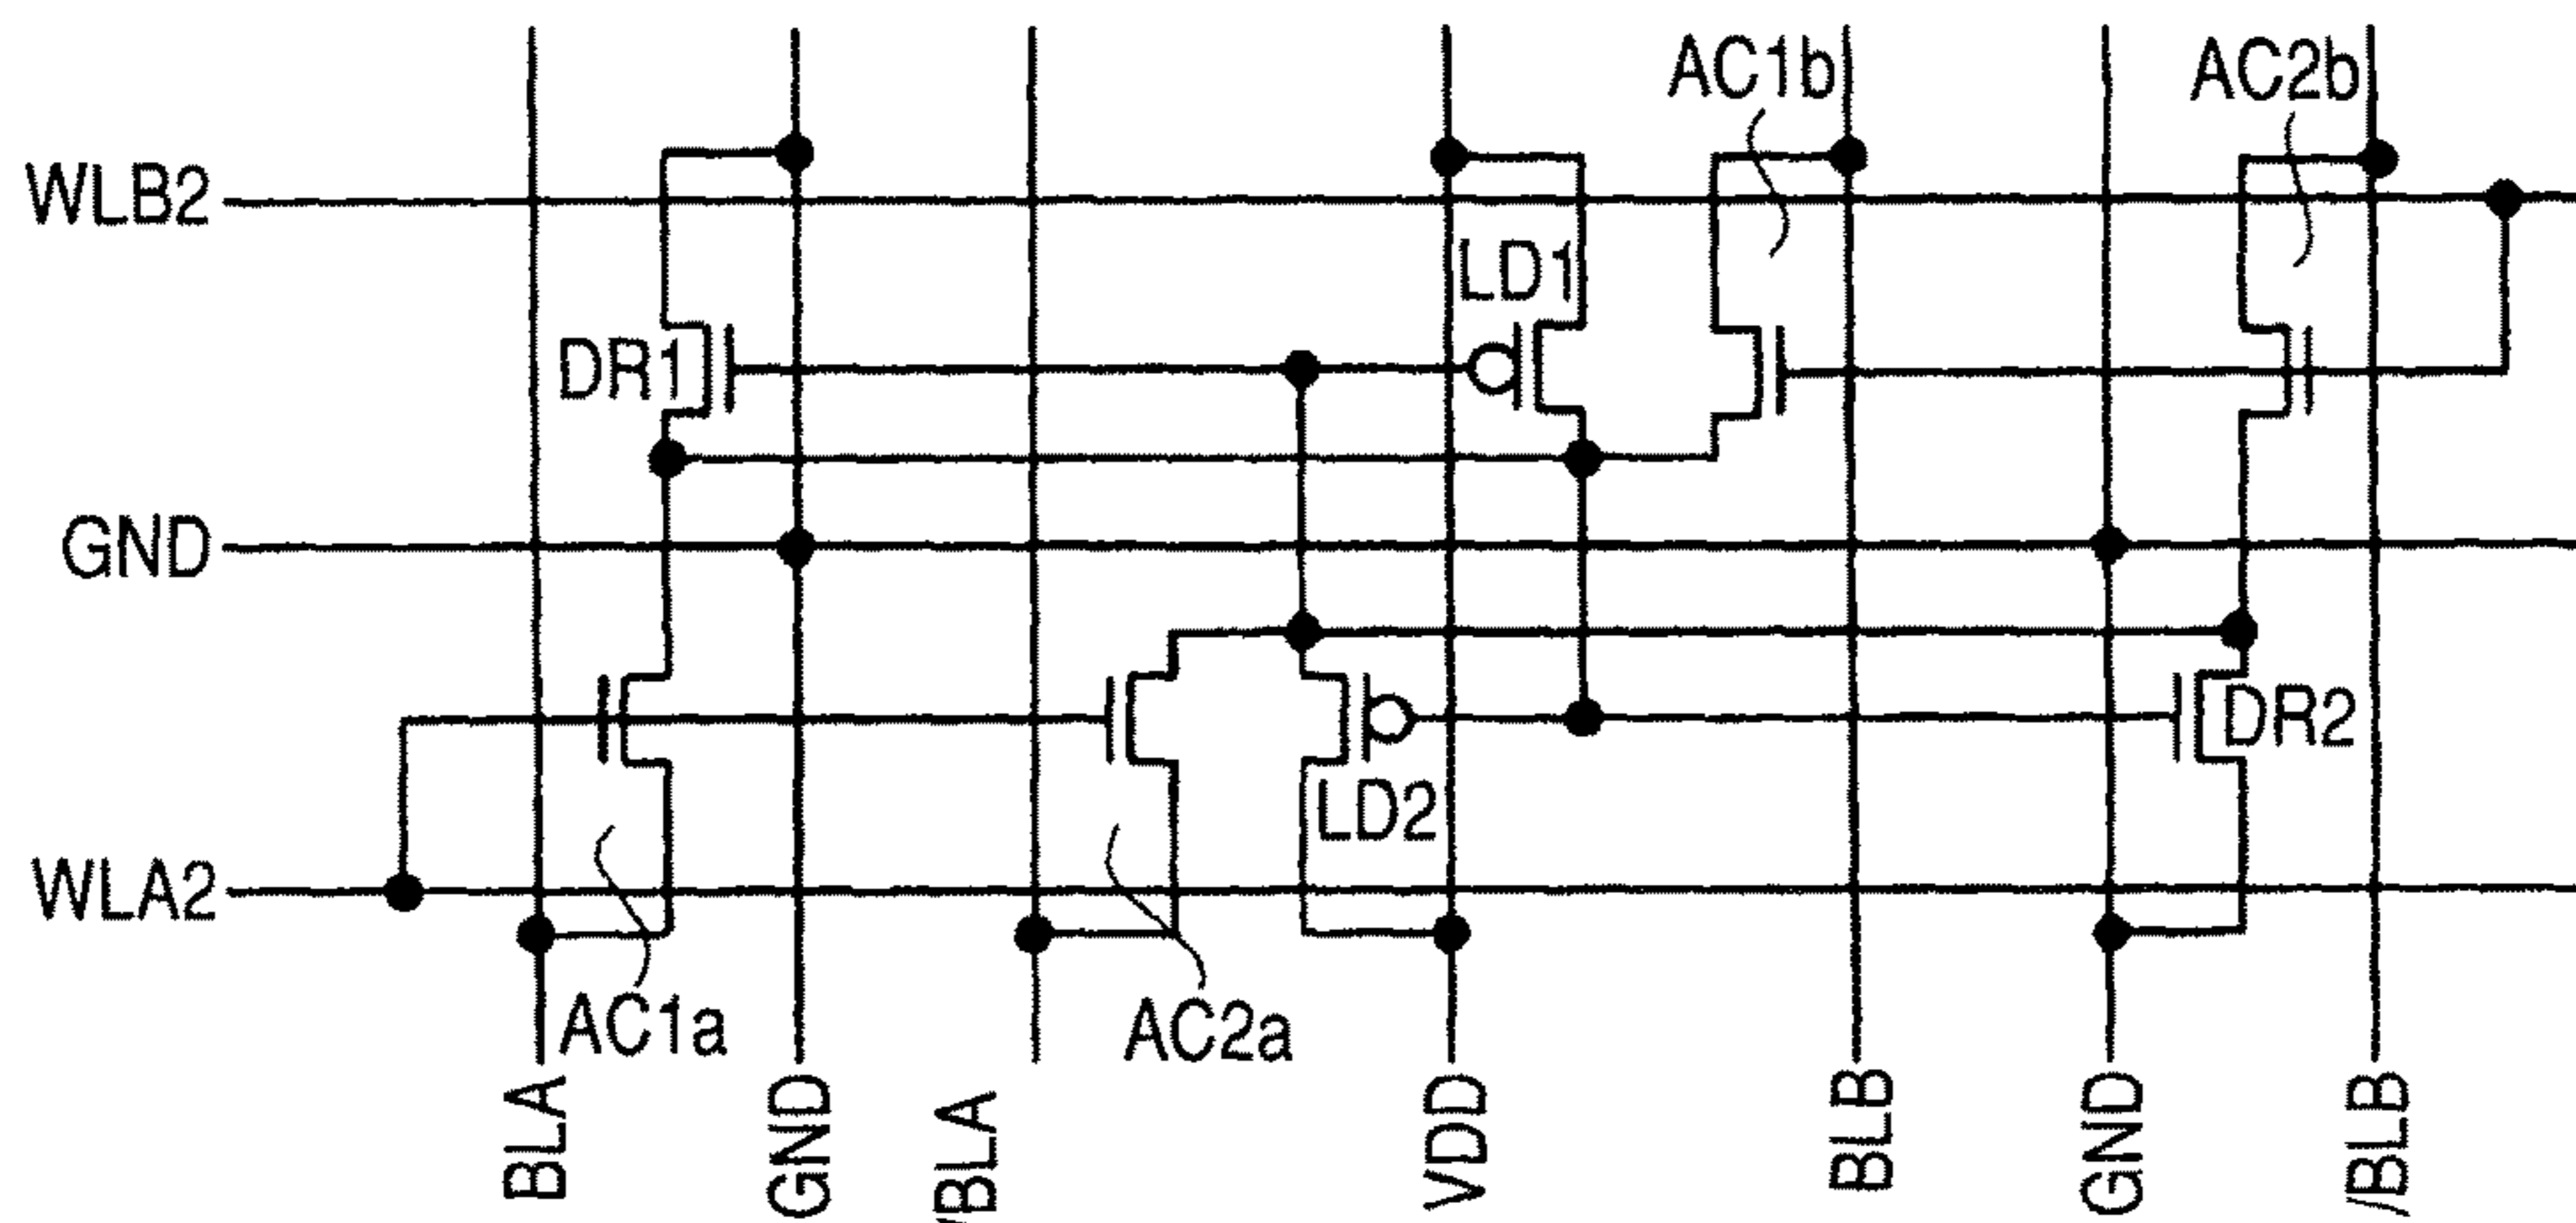 AC1b
AC2b
WLB2
LD1
DR1
GND
DR2
LD2
WLA2
AC1a
AC2a
BLA
GND
/BLA
VDD
BLB
GND
/BLB